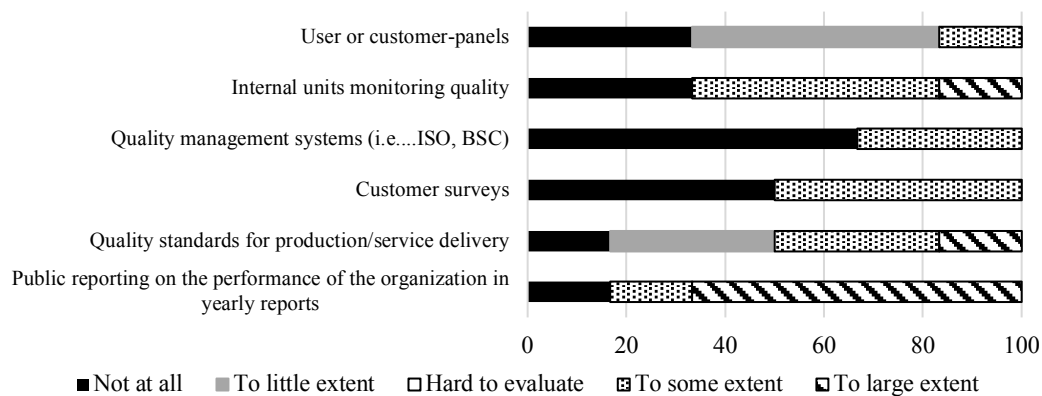 User or customer-panels
Internal units monitoring quality
Quality management systems (i.e....ISO, BSC)
Customer surveys
Quality standards for production/service delivery
Public reporting on the performance of the organization in
yearly reports
0 20 40 60 80 100
Not at all To little extent Hard to evaluate To some extent To large extent